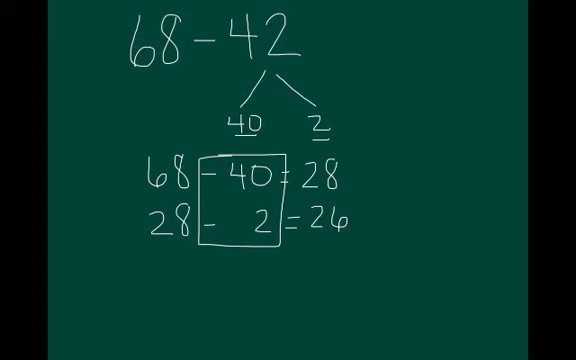 68 - 42
40 2
68 - 40 = 28
28 - 2 = 26